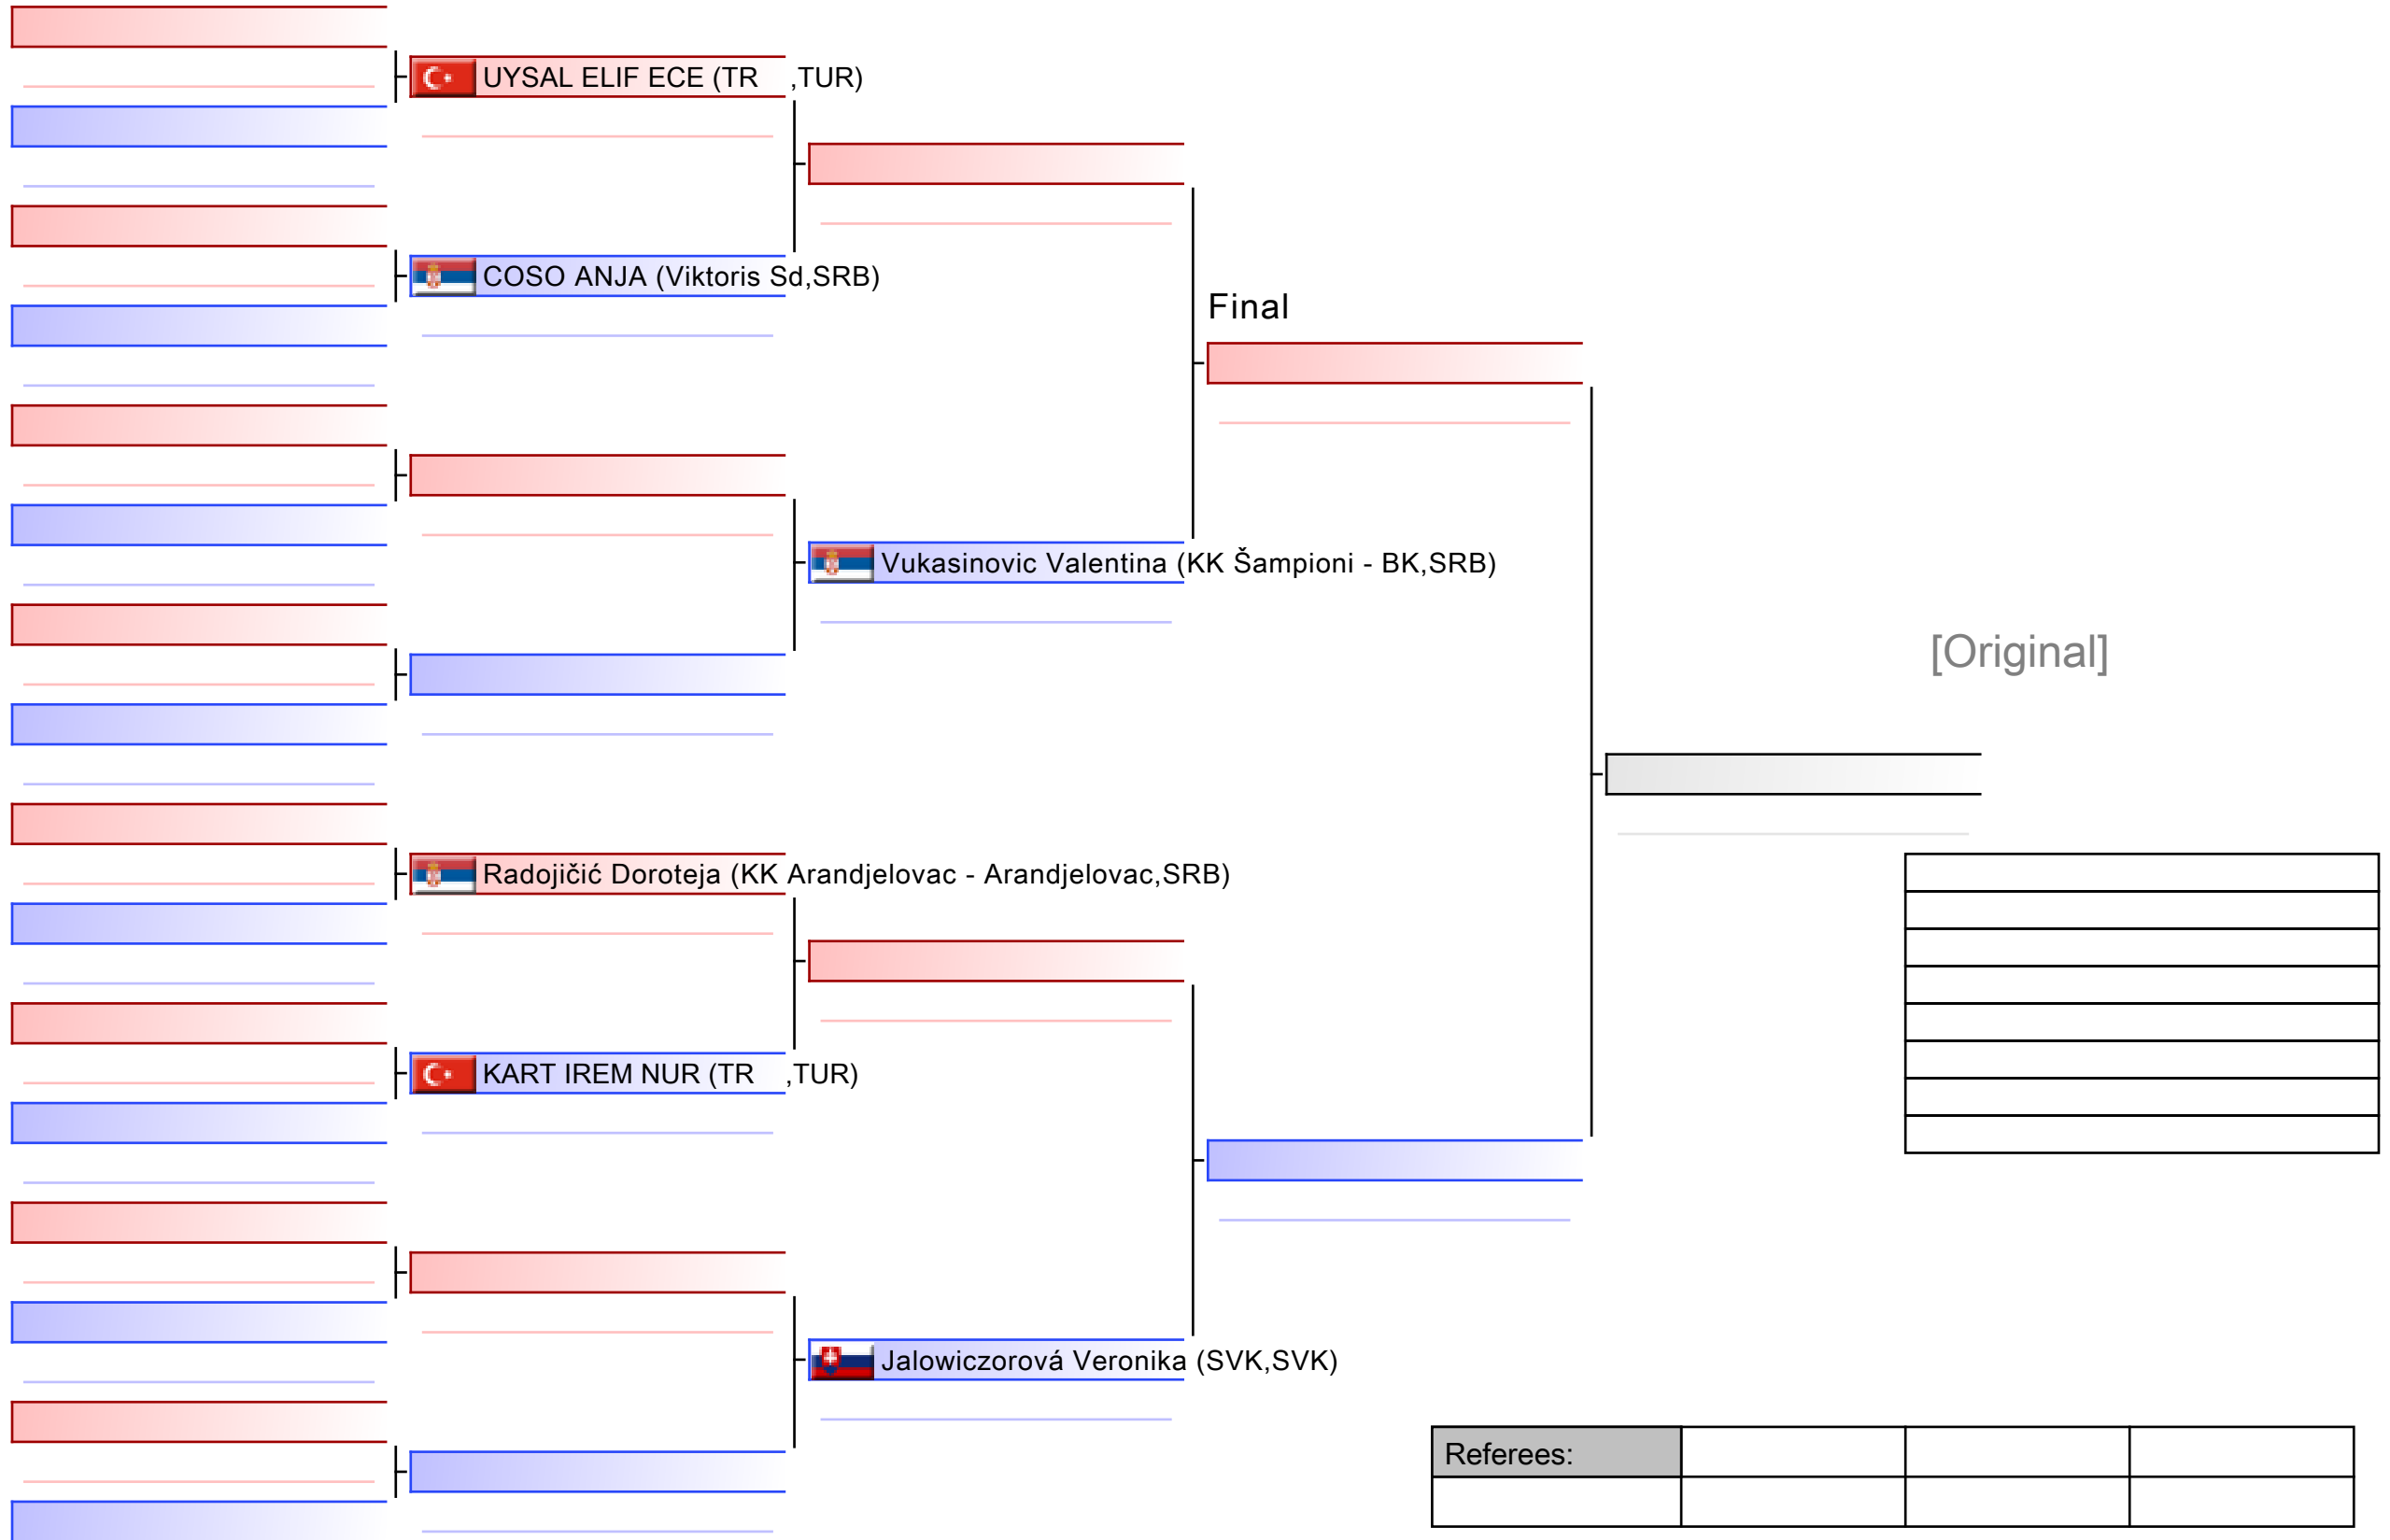 UYSAL ELIF ECE (TR ,TUR)
COSO ANJA (Viktoris Sd,SRB)
Final
Vukasinovic Valentina (KK Šampioni - BK,SRB)
[Original]
Radojičić Doroteja (KK Arandjelovac - Arandjelovac,SRB)
KART IREM NUR (TR ,TUR)
Jalowiczorová Veronika (SVK,SVK)
Referees: